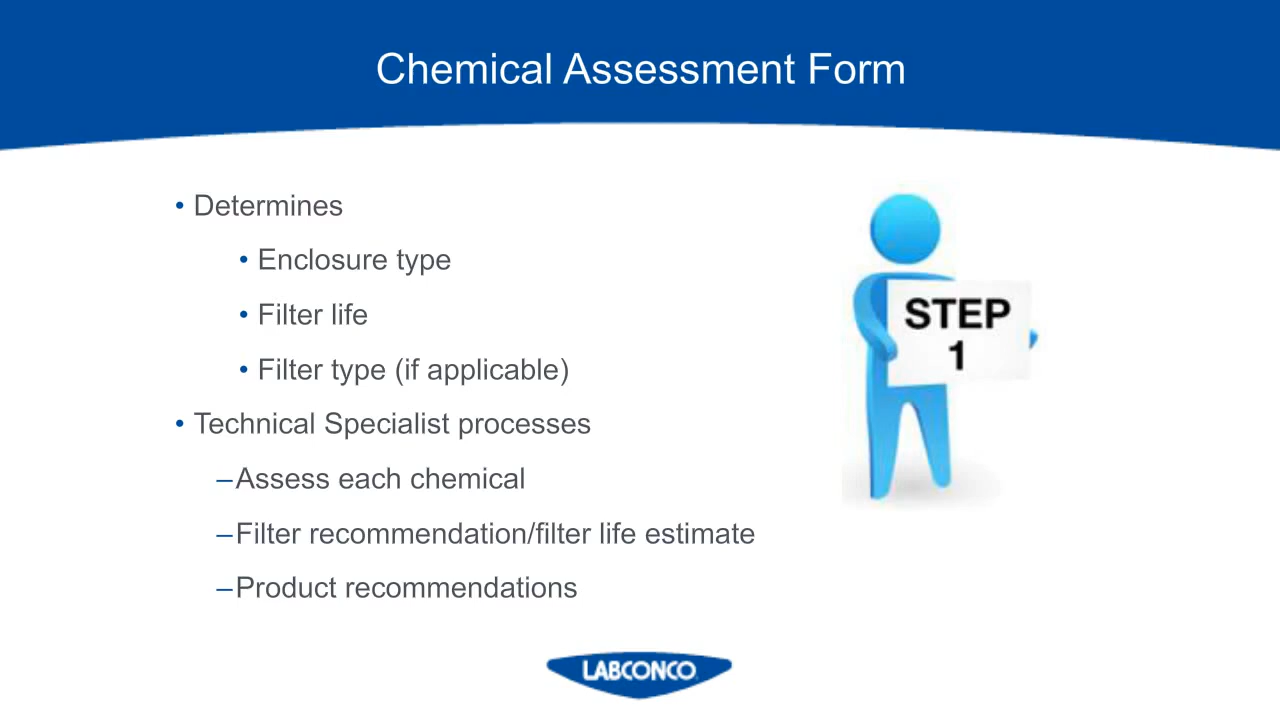 Chemical Assessment Form
• Determines
• Enclosure type
• Filter life
• Filter type (if applicable)
• Technical Specialist processes
–Assess each chemical
–Filter recommendation/filter life estimate
–Product recommendations
STEP
1
LABCONCO